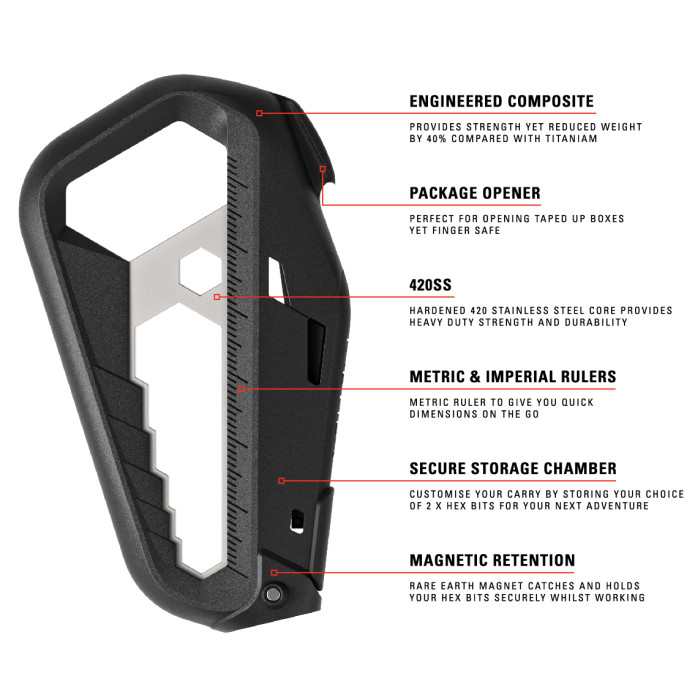 ENGINEERED COMPOSITE
PROVIDES STRENGTH YET REDUCED WEIGHT
BY 40% COMPARED WITH TITANIAM
PACKAGE OPENER
PERFECT FOR OPENING TAPED UP BOXES
YET FINGER SAFE
420SS
HARDENED 420 STAINLESS STEEL CORE PROVIDES
HEAVY DUTY STRENGTH AND DURABILITY
METRIC & IMPERIAL RULERS
METRIC RULER TO GIVE YOU QUICK
DIMENSIONS ON THE GO
SECURE STORAGE CHAMBER
CUSTOMISE YOUR CARRY BY STORING YOUR CHOICE
OF 2 X HEX BITS FOR YOUR NEXT ADVENTURE
MAGNETIC RETENTION
RARE EARTH MAGNET CATCHES AND HOLDS
YOUR HEX BITS SECURELY WHILST WORKING